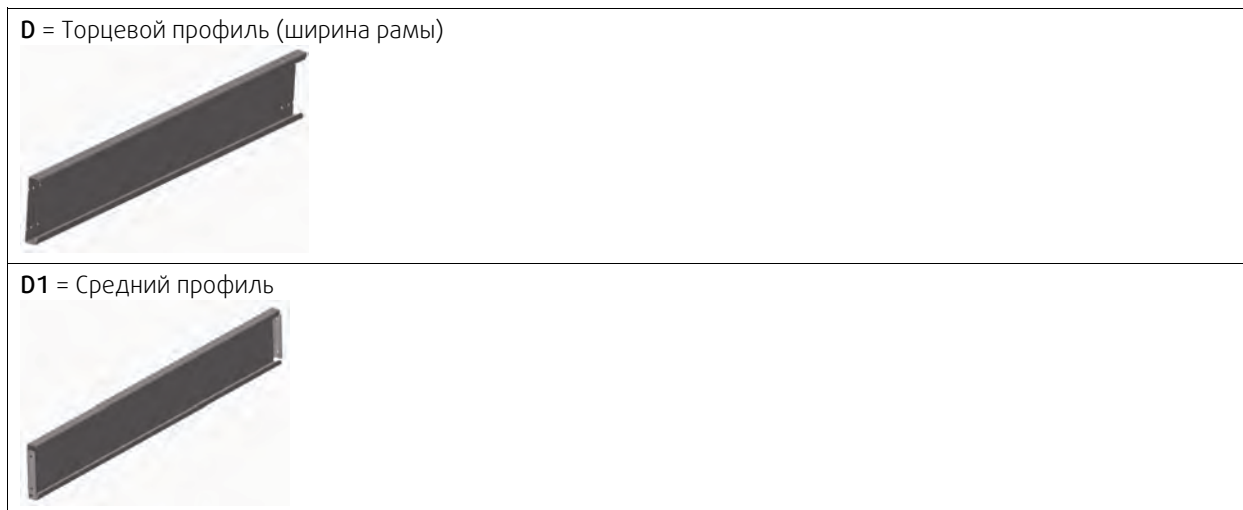 D = Торцевой профиль (ширина рамы)
D1 = Средний профиль